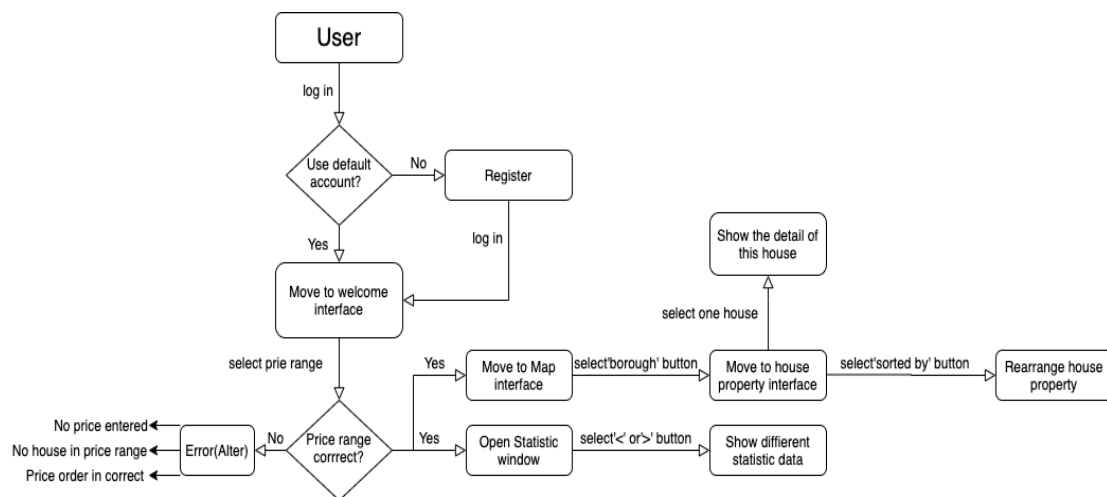 User
log in
Use default
account?
No
Register
Yes
log in
Show the detail of
this house
Move to welcome
interface
select one house
select prie range
Yes
Move to Map
interface
select'borough' button
Move to house
property interface
select'sorted by' button
Rearrange house
property
No price entered
No house in price range
Price order in correct
Error(Alter)
No
Price range
corrrect?
Yes
Open Statistic
window
select'<' or'>' button
Show diffierent
statistic data